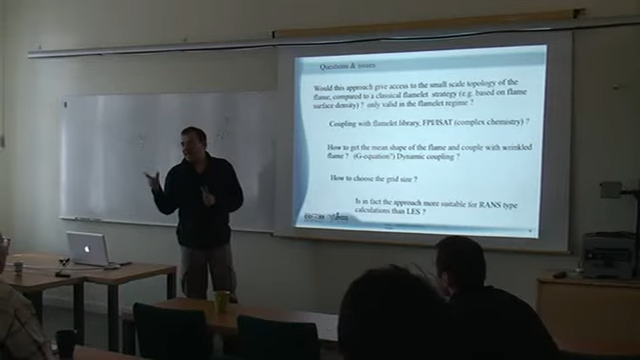 Questions & issues
Would this approach give access to the small scale topology of the
flame, compared to a classical flamelet strategy (e.g. based on flame
surface density) ? only valid in the flamelet regime ?
Coupling with flamelet library, FPI/ISAT (complex chemistry) ?
How to get the mean shape of the flame and couple with wrinkled
flame ? (G-equation?) Dynamic coupling ?
How to choose the grid size ?
Is in fact the approach more suitable for RANS type
calculations than LES ?